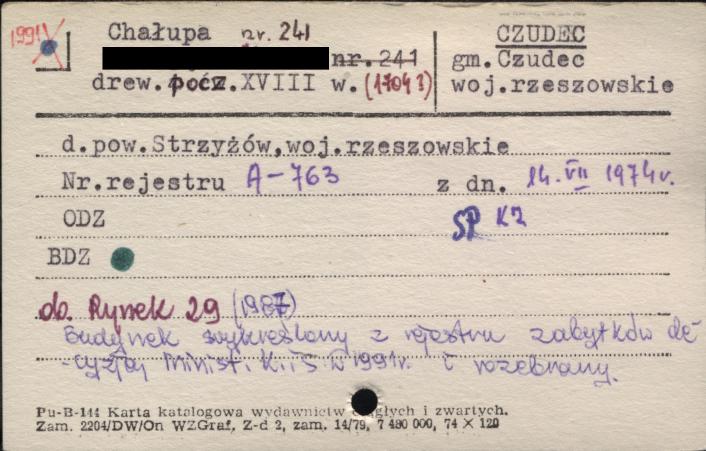 1991
Chałupa nr. 241
CZUDEC
nr. 241
gm.Czudec
drew. pocz. XVIII w. (1704?)
woj.rzeszowskie
d.pow.Strzyżów,woj.rzeszowskie
Nr.rejestru A-763 z dn. 14. VII 1974r.
ODZ SP KZ
BDZ
ob. Rynek 29 (1987)
Budynek wykreślony z rejestru zabytków de-
-cyzją Minist. K.iS w 1991r. i rozebrany.
Pu-B-144 Karta katalogowa wydawnictw ciągłych i zwartych.
Zam. 2204/DW/On WZGraf. Z-d 2, zam. 14/79, 7 480 000, 74 X 120